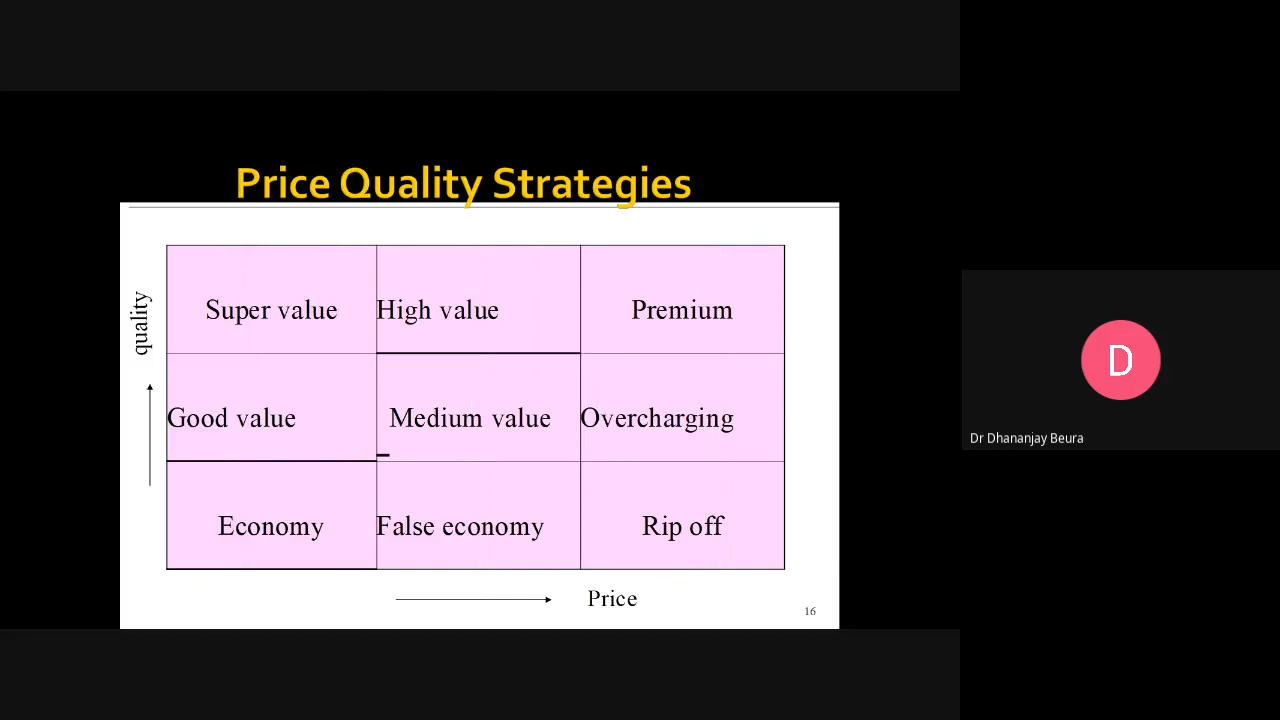 Price Quality Strategies
quality
Super value High value Premium
Good value Medium value Overcharging
Economy False economy Rip off
Price
16
D
Dr Dhananjay Beura